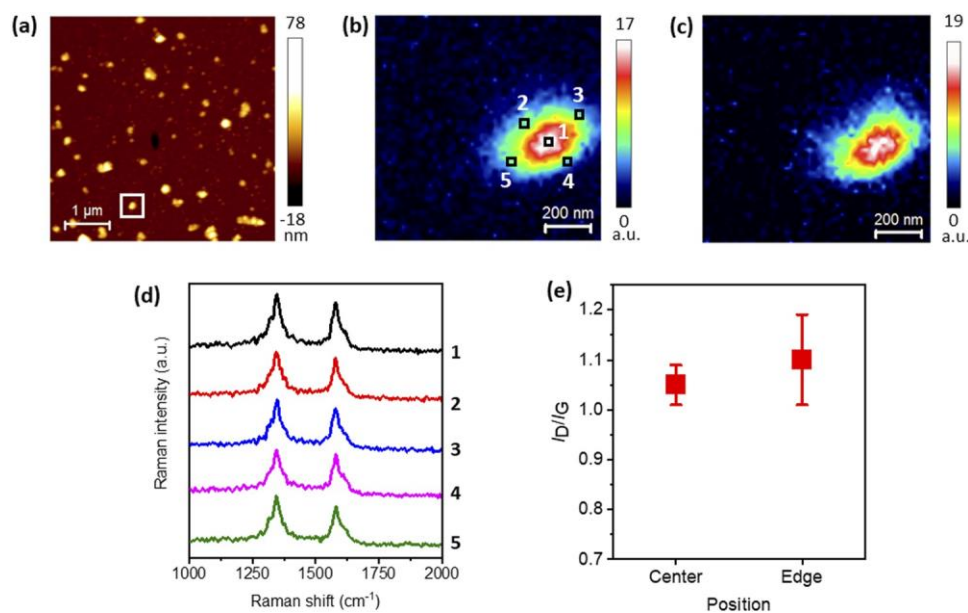 (a)
78
-18
nm
1 µm
(b)
17
0
a.u.
1
2
3
4
5
200 nm
(c)
19
0
a.u.
200 nm
(d)
Raman intensity (a.u.)
1
2
3
4
5
1000 1250 1500 1750 2000
Raman shift (cm⁻¹)
(e)
I_D/I_G
1.2
1.1
1.0
0.9
0.8
0.7
Center Edge
Position